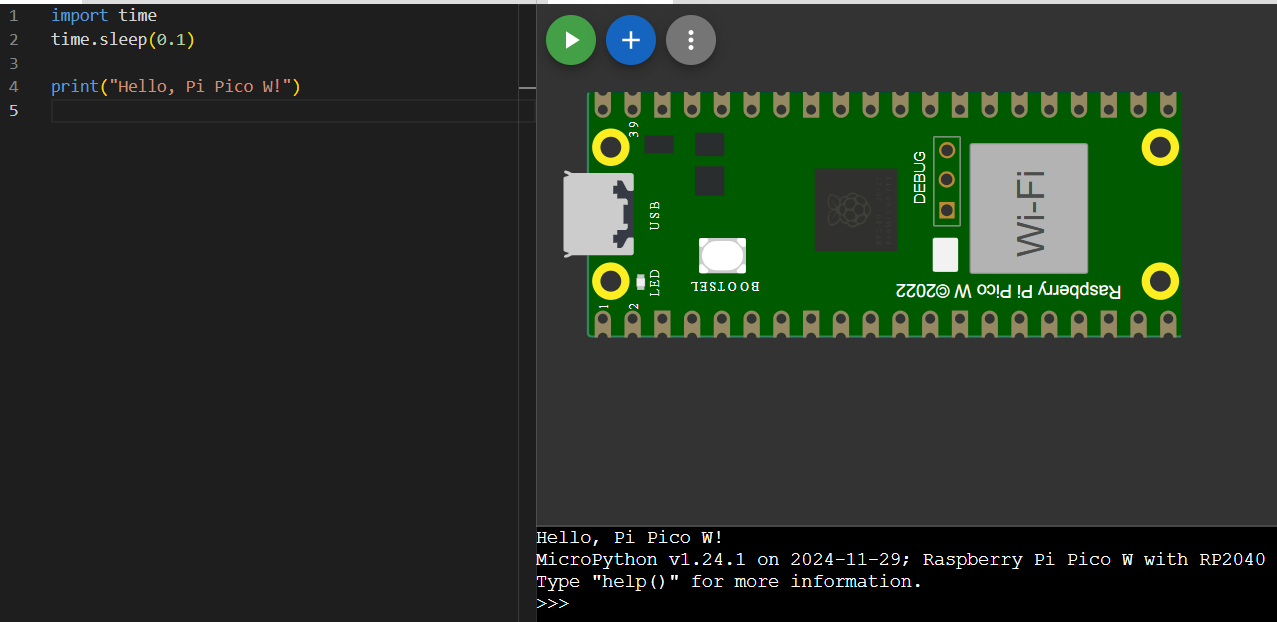 1 import time
2 time.sleep(0.1)
3
4 print("Hello, Pi Pico W!")
5
39
USB
LED
1
2
BOOTSEL
DEBUG
Wi-Fi
Raspberry Pi Pico W ©2022
Hello, Pi Pico W!
MicroPython v1.24.1 on 2024-11-29; Raspberry Pi Pico W with RP2040
Type "help()" for more information.
>>>